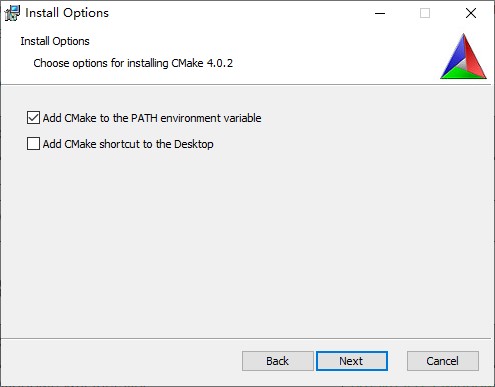 Install Options
Install Options
Choose options for installing CMake 4.0.2
Add CMake to the PATH environment variable
Add CMake shortcut to the Desktop
Back Next Cancel